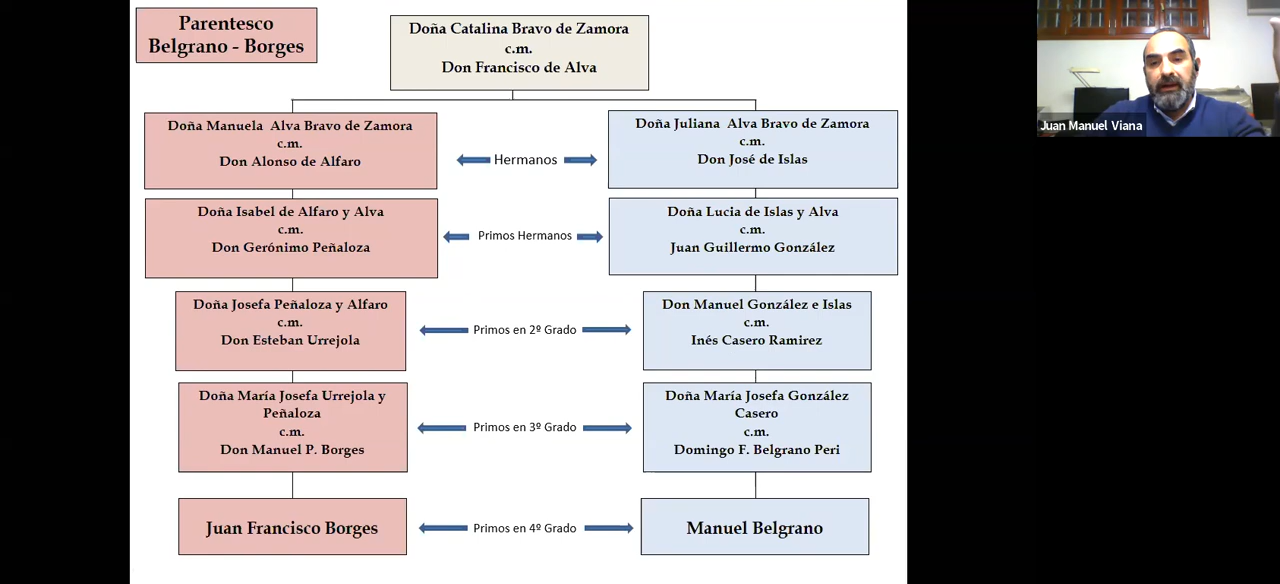 Parentesco
Belgrano - Borges
Doña Catalina Bravo de Zamora
c.m.
Don Francisco de Alva
Juan Manuel Viana
Doña Manuela Alva Bravo de Zamora
c.m.
Don Alonso de Alfaro
Hermanos
Doña Juliana Alva Bravo de Zamora
c.m.
Don José de Islas
Doña Isabel de Alfaro y Alva
c.m.
Don Gerónimo Peñaloza
Primos Hermanos
Doña Lucia de Islas y Alva
c.m.
Juan Guillermo González
Doña Josefa Peñaloza y Alfaro
c.m.
Don Esteban Urrejola
Primos en 2º Grado
Don Manuel González e Islas
c.m.
Inés Casero Ramirez
Doña María Josefa Urrejola y
Peñaloza
c.m.
Don Manuel P. Borges
Primos en 3º Grado
Doña María Josefa González
Casero
c.m.
Domingo F. Belgrano Peri
Juan Francisco Borges
Primos en 4º Grado
Manuel Belgrano